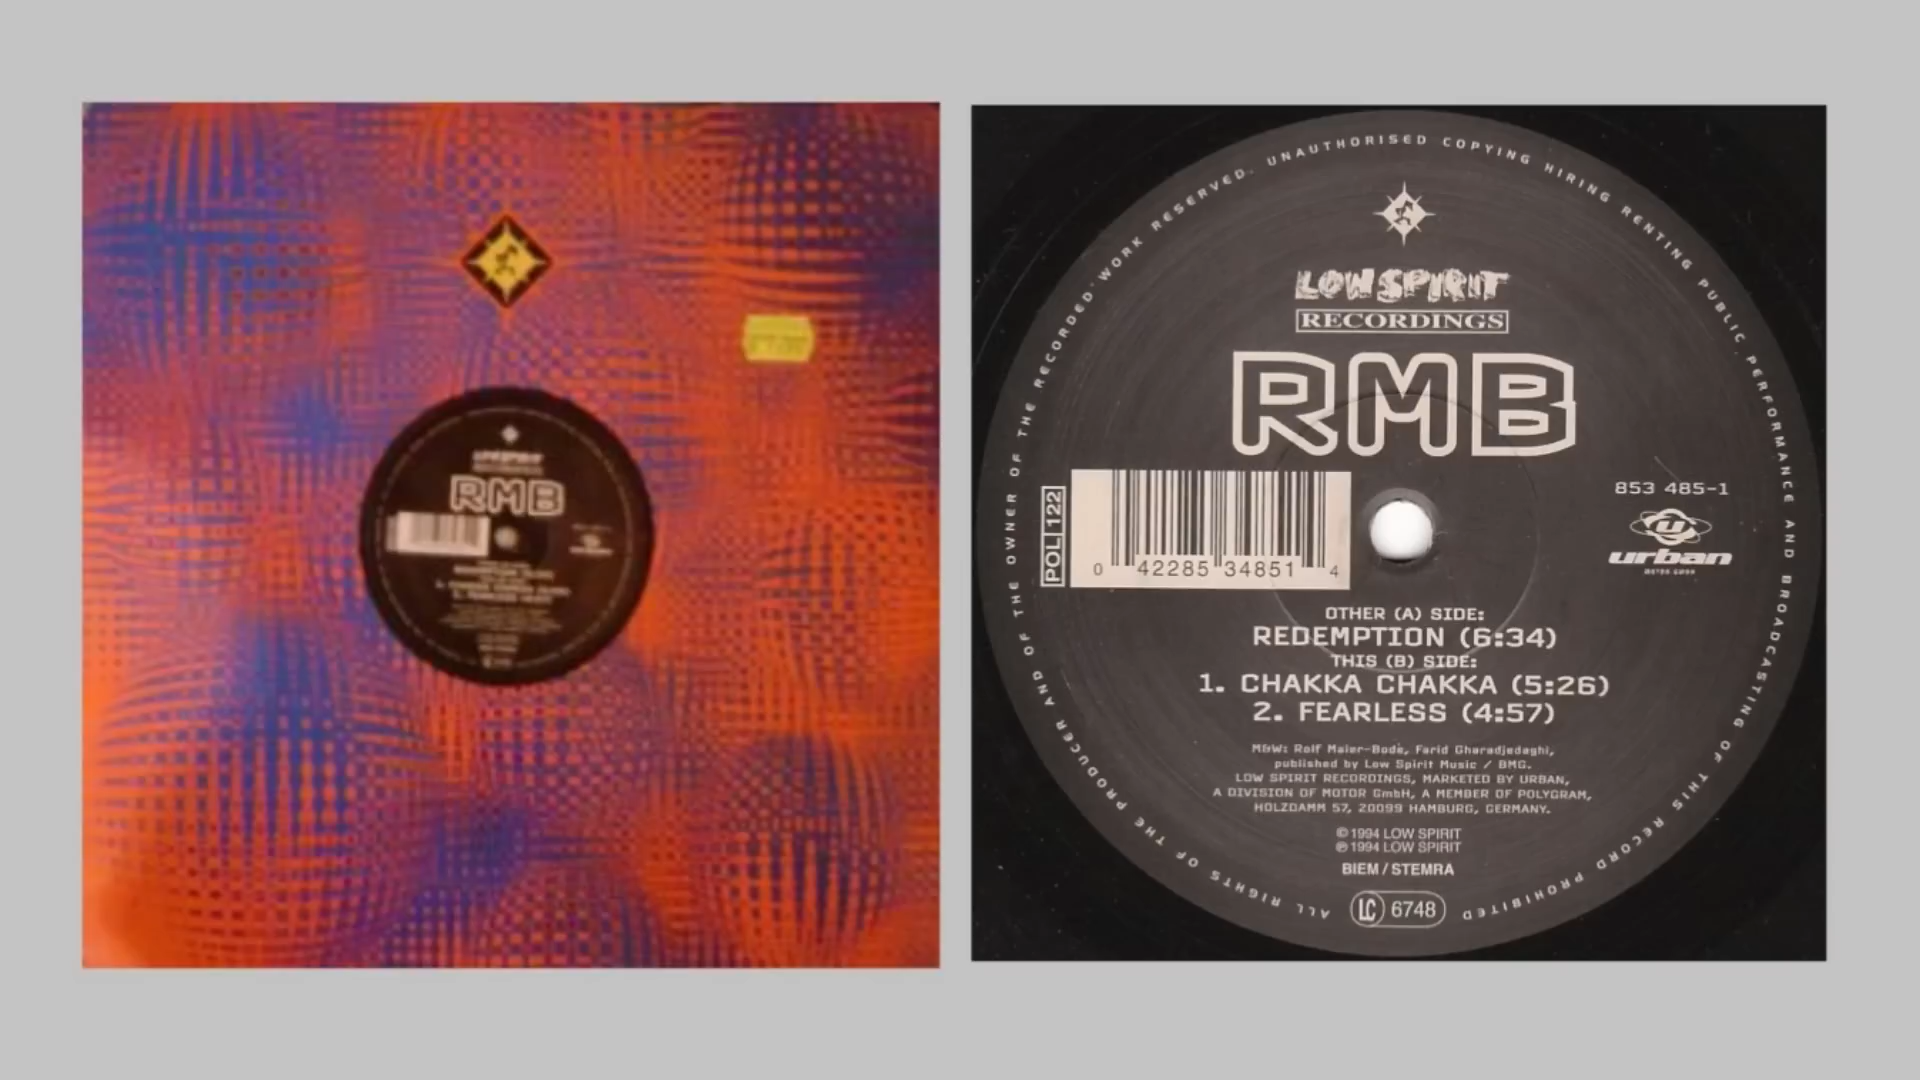 RMB
ALL RIGHTS OF THE PRODUCER AND OF THE OWNER OF THE RECORDED WORK RESERVED. UNAUTHORISED COPYING HIRING RENTING PUBLIC PERFORMANCE AND BROADCASTING OF THIS RECORD PROHIBITED
LOW SPIRIT
RECORDINGS
RMB
POL 122
0 42285 34851 4
853 485-1
U
urban
OTHER (A) SIDE:
REDEMPTION (6:34)
THIS (B) SIDE:
1. CHAKKA CHAKKA (5:26)
2. FEARLESS (4:57)
M&W: Rolf Maier-Bode, Farid Gharadjedaghi,
published by Low Spirit Music / BMG.
LOW SPIRIT RECORDINGS, MARKETED BY URBAN,
A DIVISION OF MOTOR GmbH, A MEMBER OF POLYGRAM,
HOLZDAMM 57, 20099 HAMBURG, GERMANY.
© 1994 LOW SPIRIT
℗ 1994 LOW SPIRIT
BIEM / STEMRA
LC 6748